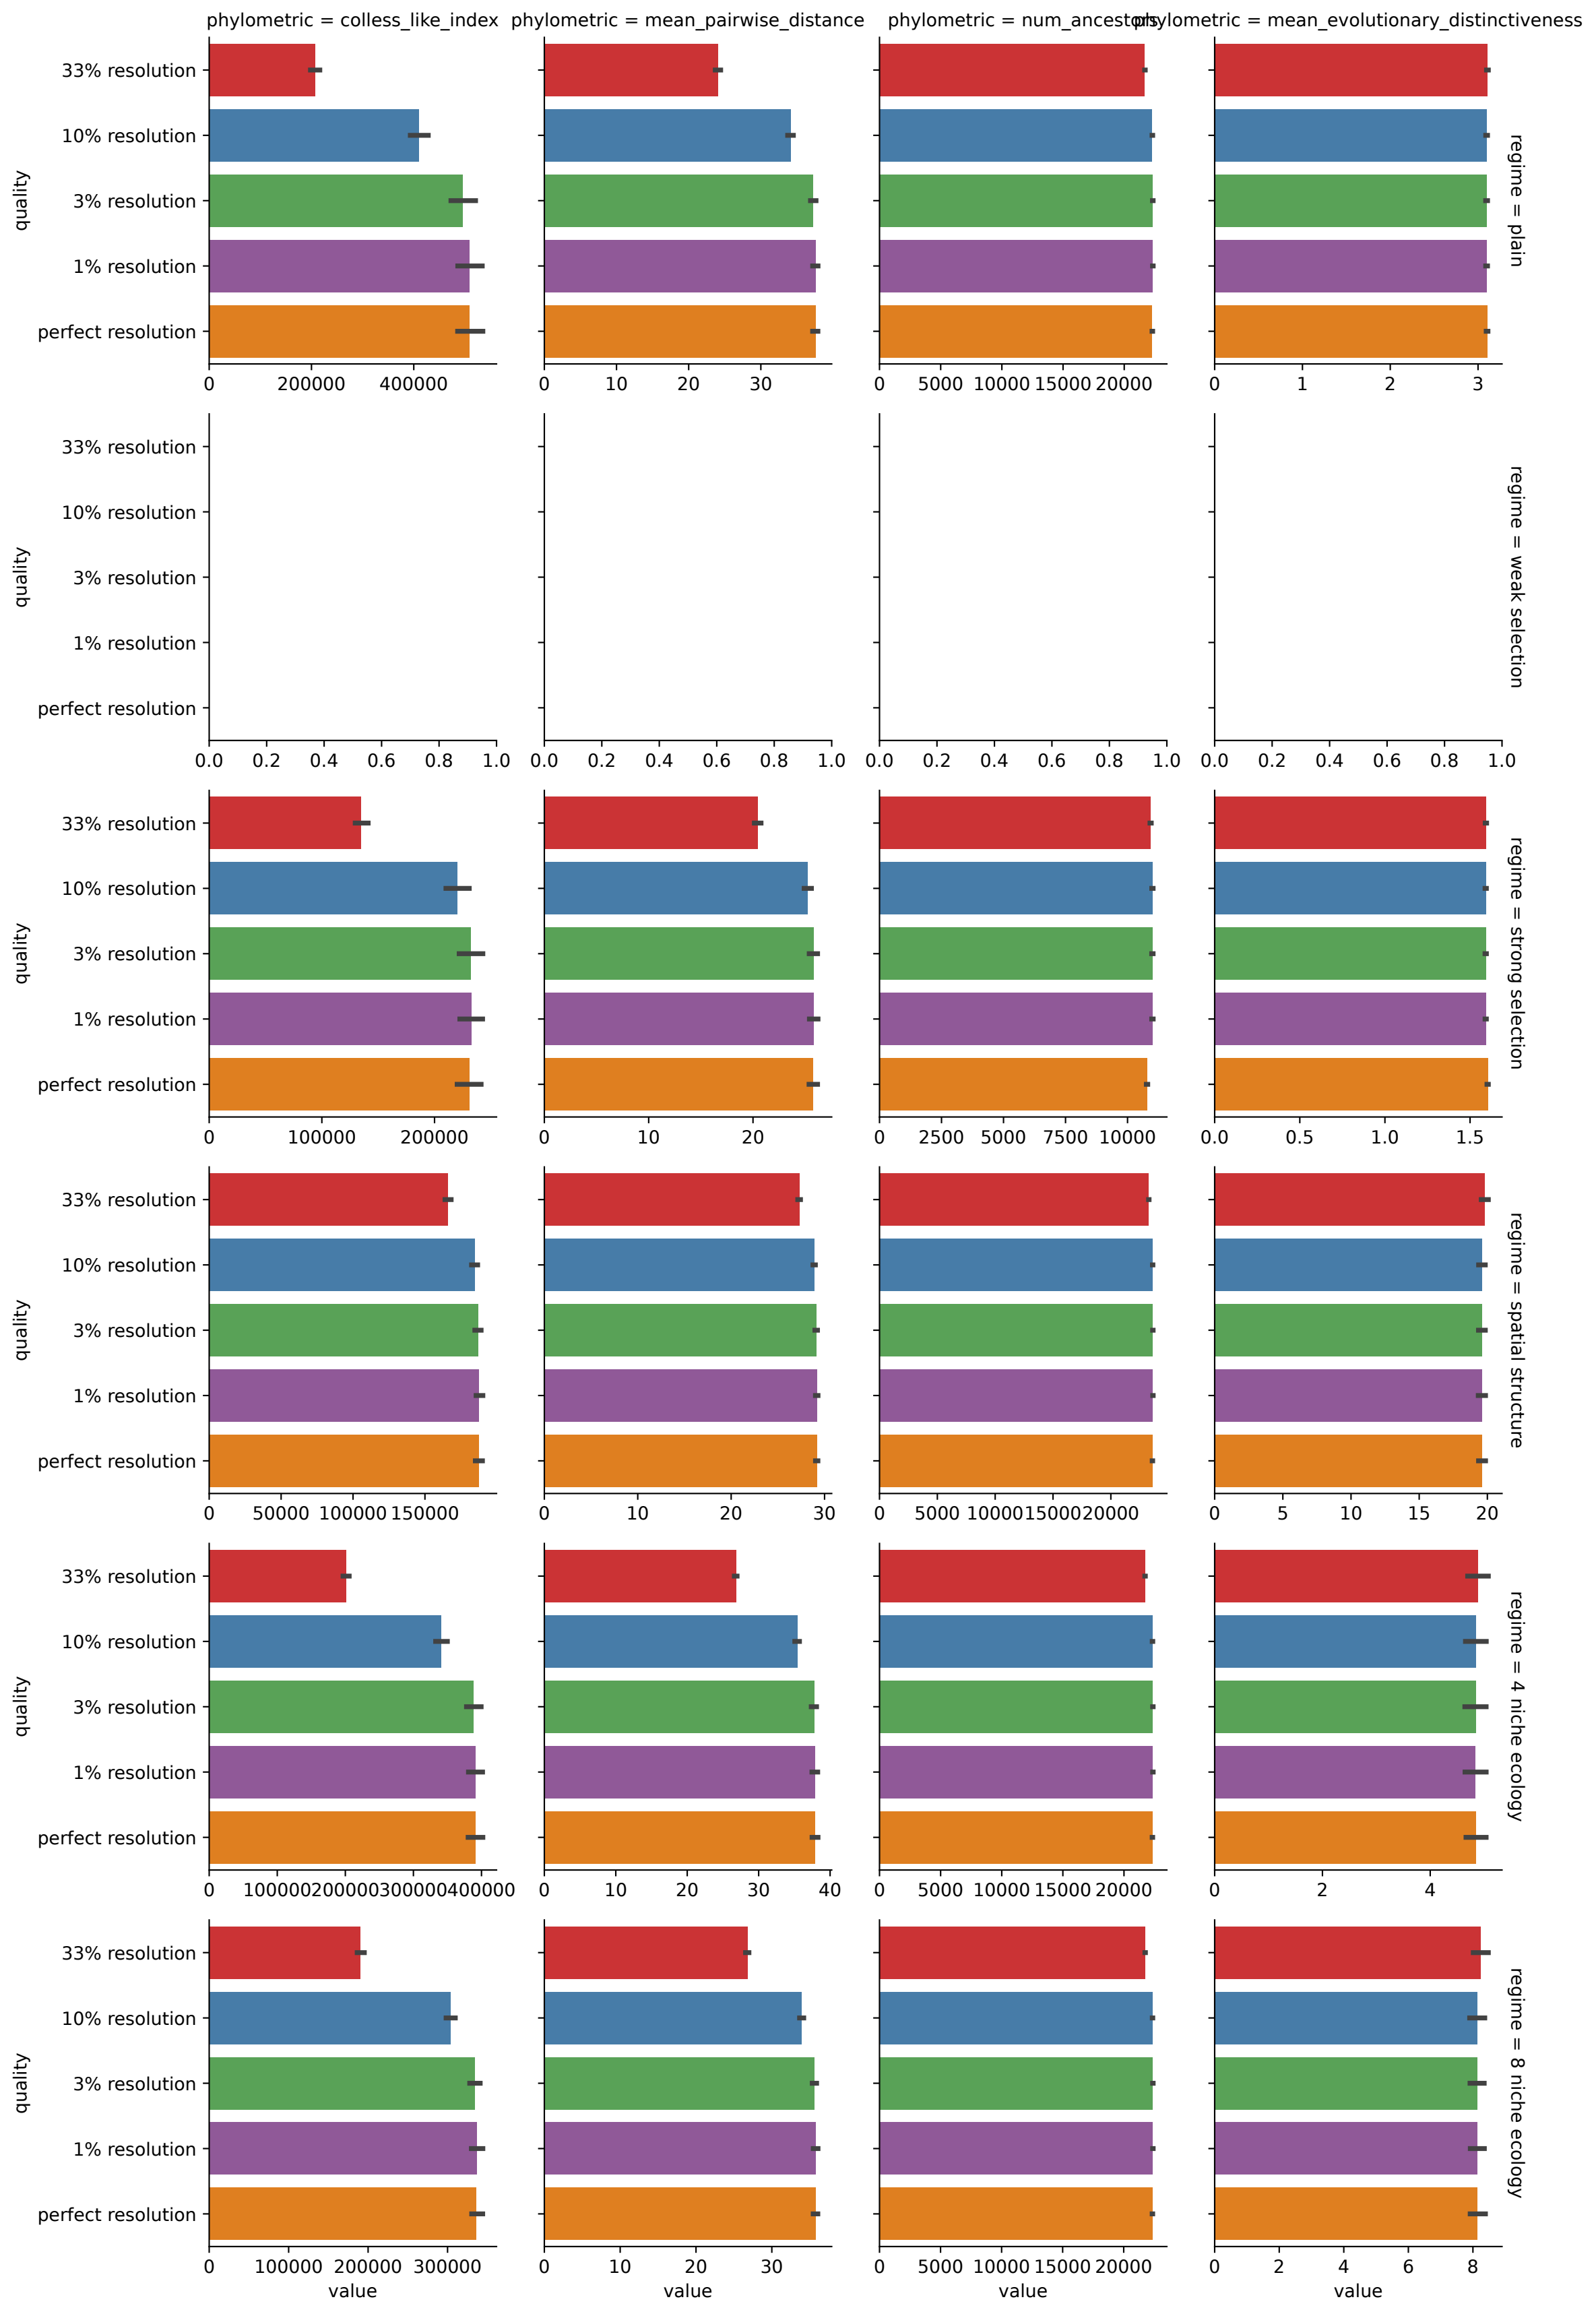 phylometric = colless_like_index
phylometric = mean_pairwise_distance
phylometric = num_ancestors
phylometric = mean_evolutionary_distinctiveness
quality
33% resolution
10% resolution
3% resolution
1% resolution
perfect resolution
0 200000 400000
0 10 20 30
0 5000 10000 15000 20000
0 1 2 3
regime = plain
quality
33% resolution
10% resolution
3% resolution
1% resolution
perfect resolution
0.0 0.2 0.4 0.6 0.8 1.0
0.0 0.2 0.4 0.6 0.8 1.0
0.0 0.2 0.4 0.6 0.8 1.0
0.0 0.2 0.4 0.6 0.8 1.0
regime = weak selection
quality
33% resolution
10% resolution
3% resolution
1% resolution
perfect resolution
0 100000 200000
0 10 20
0 2500 5000 7500 10000
0.0 0.5 1.0 1.5
regime = strong selection
quality
33% resolution
10% resolution
3% resolution
1% resolution
perfect resolution
0 50000 100000 150000
0 10 20 30
0 5000 10000 15000 20000
0 5 10 15 20
regime = spatial structure
quality
33% resolution
10% resolution
3% resolution
1% resolution
perfect resolution
0 100000 200000 300000 400000
0 10 20 30 40
0 5000 10000 15000 20000
0 2 4
regime = 4 niche ecology
quality
33% resolution
10% resolution
3% resolution
1% resolution
perfect resolution
0 100000 200000 300000
0 10 20 30
0 5000 10000 15000 20000
0 2 4 6 8
regime = 8 niche ecology
value
value
value
value